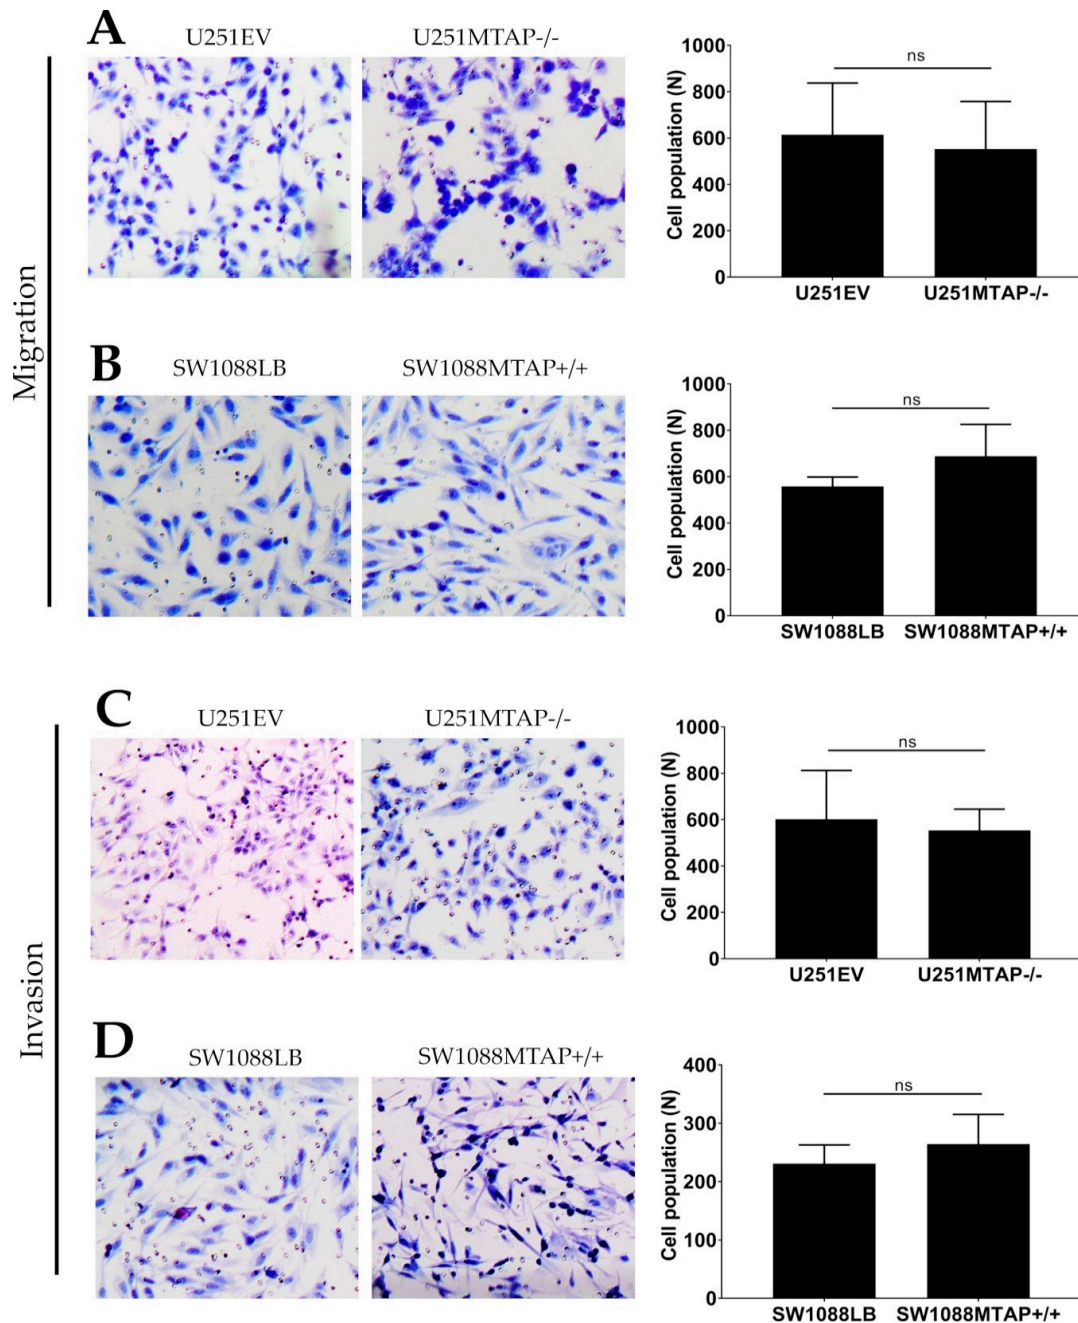 A
U251EV
U251MTAP-/-
Migration
Cell population (N)
1000
800
600
400
200
0
ns
U251EV
U251MTAP-/-
B
SW1088LB
SW1088MTAP+/+
Cell population (N)
1000
800
600
400
200
0
ns
SW1088LB
SW1088MTAP+/+
C
U251EV
U251MTAP-/-
Invasion
Cell population (N)
1000
800
600
400
200
0
ns
U251EV
U251MTAP-/-
D
SW1088LB
SW1088MTAP+/+
Cell population (N)
400
300
200
100
0
ns
SW1088LB
SW1088MTAP+/+